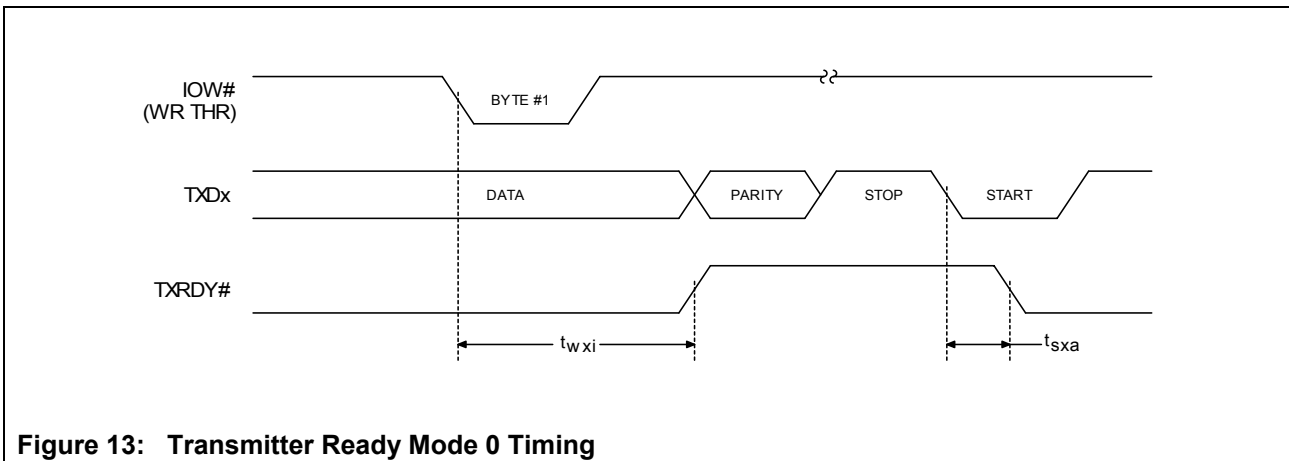 IOW#
(WR THR)
BYTE #1
TXDx
DATA
PARITY
STOP
START
TXRDY#
twxi
tsxa
Figure 13: Transmitter Ready Mode 0 Timing